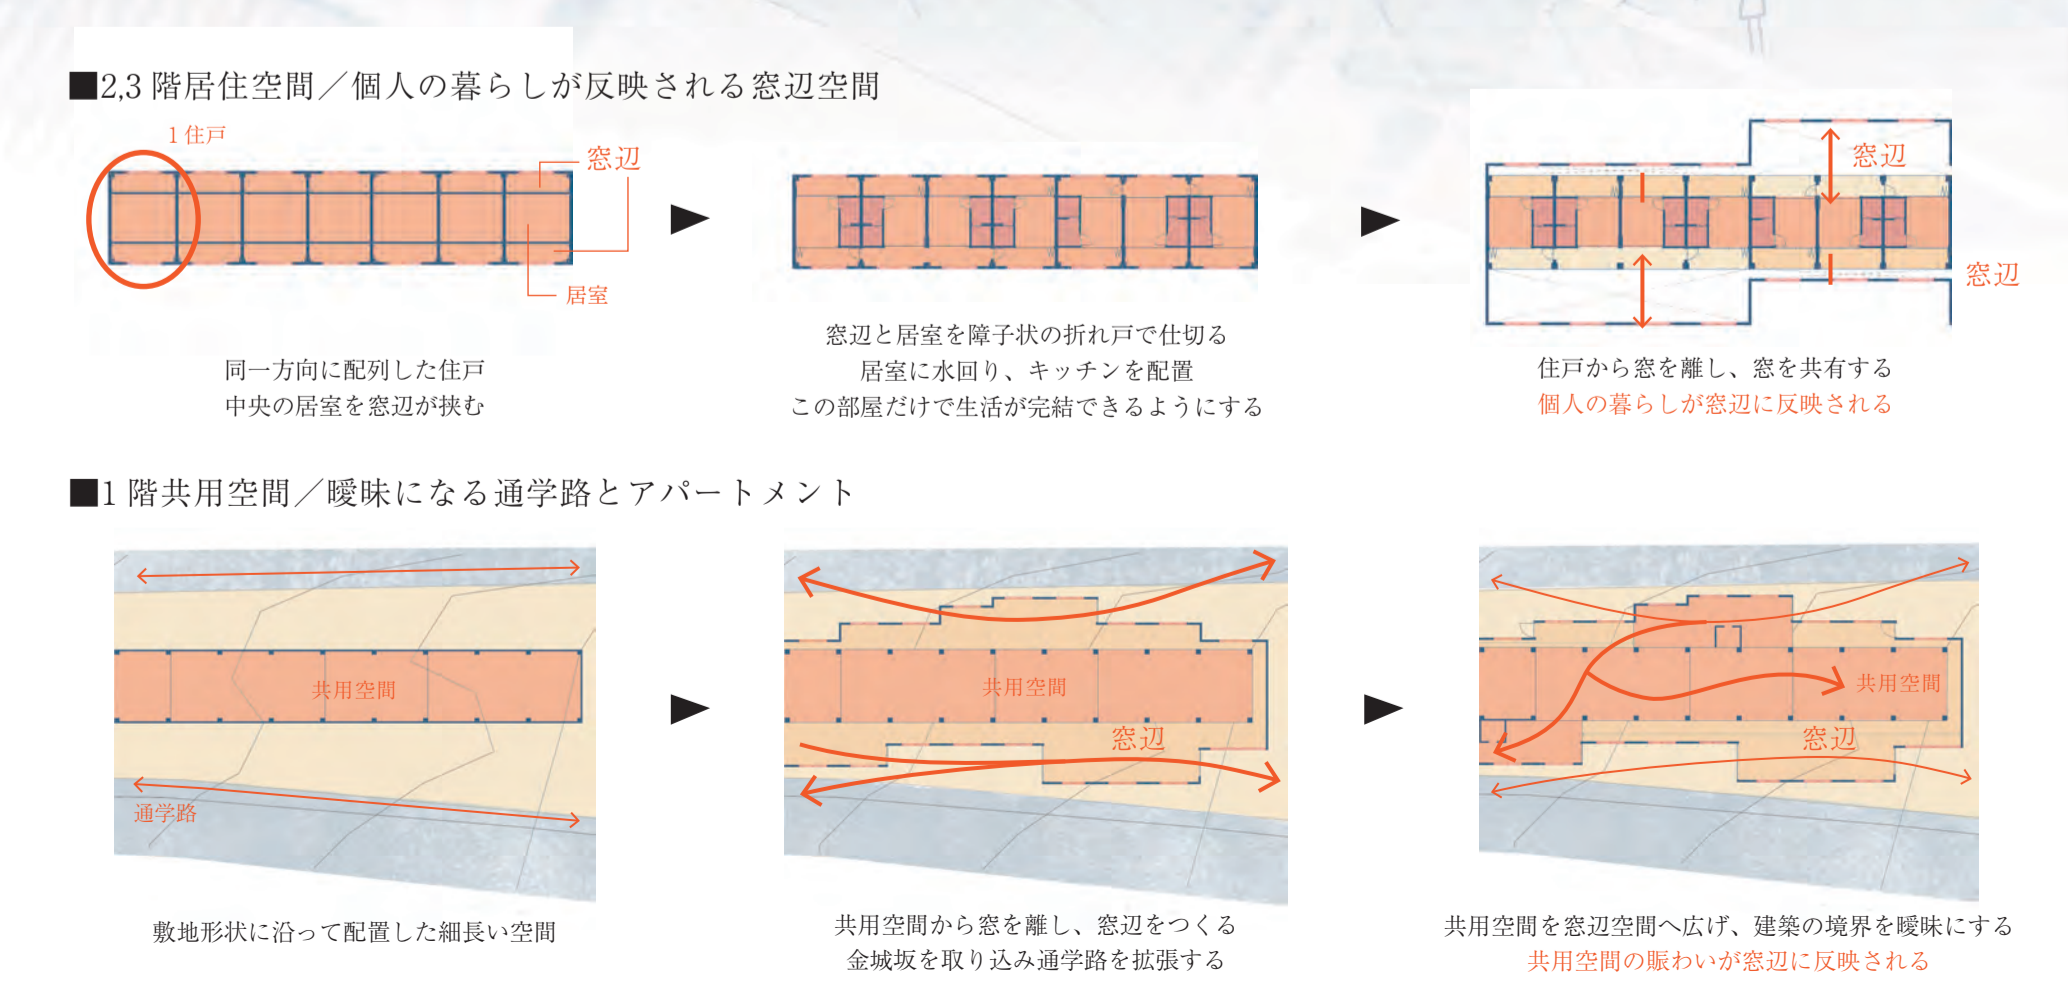 ■2,3 階居住空間／個人の暮らしが反映される窓辺空間
1 住戸
窓辺
居室
同一方向に配列した住戸
中央の居室を窓辺が挟む
窓辺と居室を障子状の折れ戸で仕切る
居室に水回り、キッチンを配置
この部屋だけで生活が完結できるようにする
窓辺
窓辺
住戸から窓を離し、窓を共有する
個人の暮らしが窓辺に反映される
■1 階共用空間／曖昧になる通学路とアパートメント
共用空間
通学路
敷地形状に沿って配置した細長い空間
共用空間
窓辺
共用空間から窓を離し、窓辺をつくる
金城坂を取り込み通学路を拡張する
共用空間
窓辺
共用空間を窓辺空間へ広げ、建築の境界を曖昧にする
共用空間の賑わいが窓辺に反映される